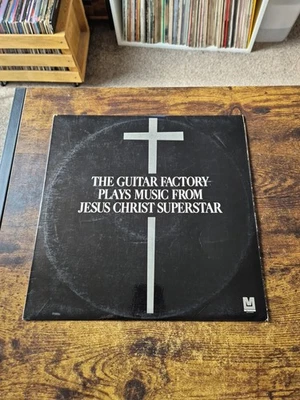 THE GUITAR FACTORY
PLAYS MUSIC FROM
JESUS CHRIST SUPERSTAR